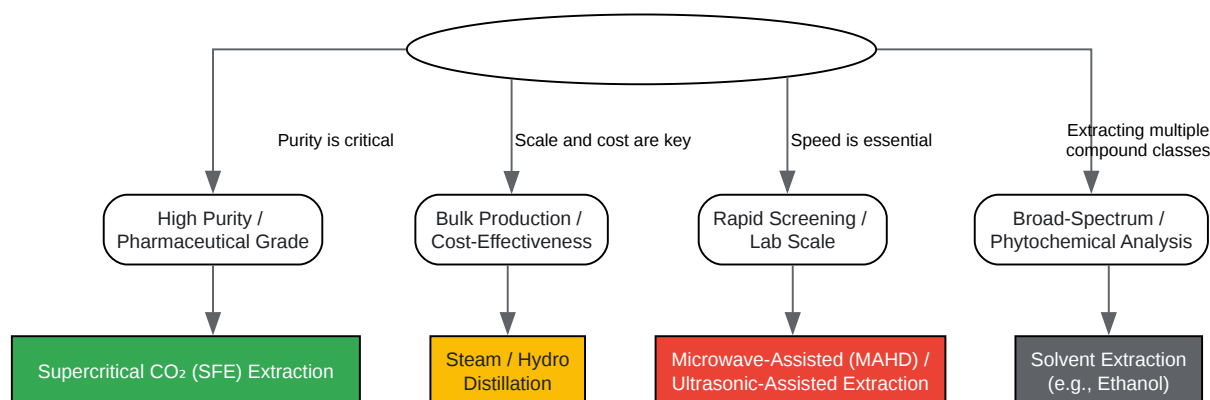 Purity is critical
Scale and cost are key
Speed is essential
Extracting multiple
compound classes
High Purity /
Pharmaceutical Grade
Bulk Production /
Cost-Effectiveness
Rapid Screening /
Lab Scale
Broad-Spectrum /
Phytochemical Analysis
Supercritical CO₂ (SFE) Extraction
Steam / Hydro
Distillation
Microwave-Assisted (MAHD) /
Ultrasonic-Assisted Extraction
Solvent Extraction
(e.g., Ethanol)